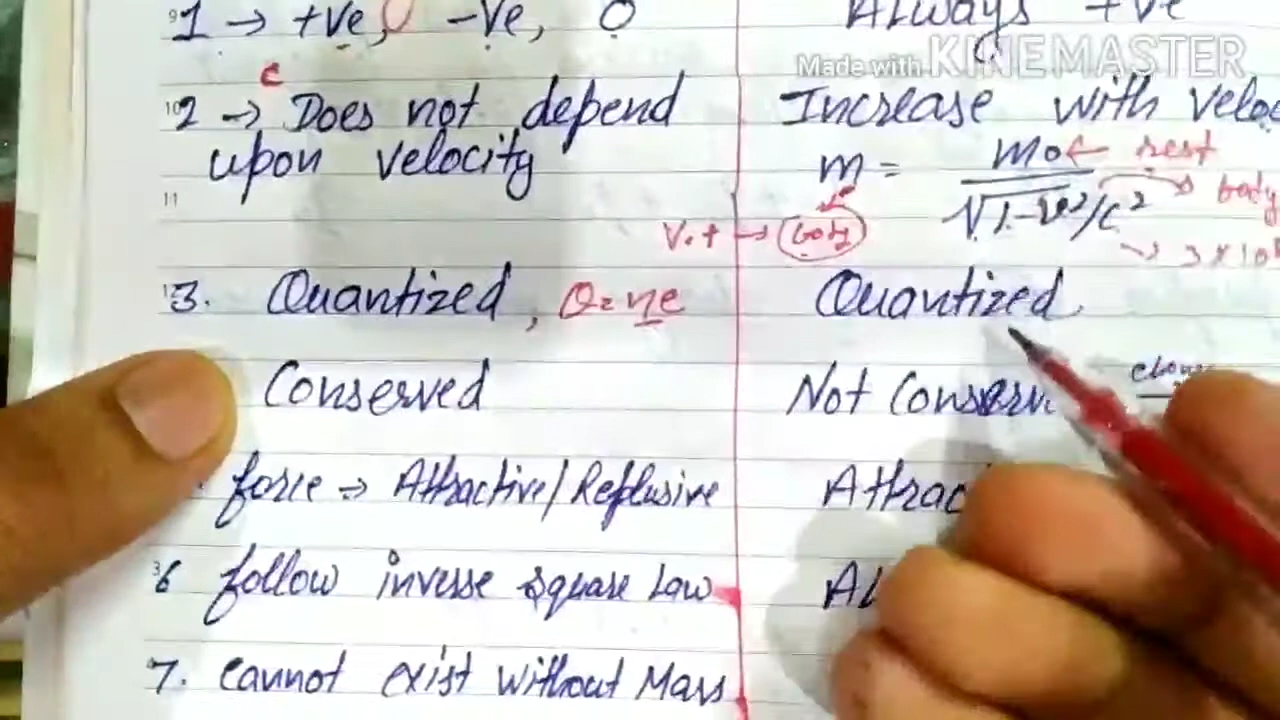 1 → +ve, -ve, 0 Always +ve
Made with KINEMASTER
c
2 → Does not depend Increase with
upon velocity m = mo ← rest
√1-v²/c² → body
→ body
3. Quantized, Q=ne Quantized
Conserved Not
force → Attractive/Reflusive
6 follow inverse square Law
7. cannot exist without Mass